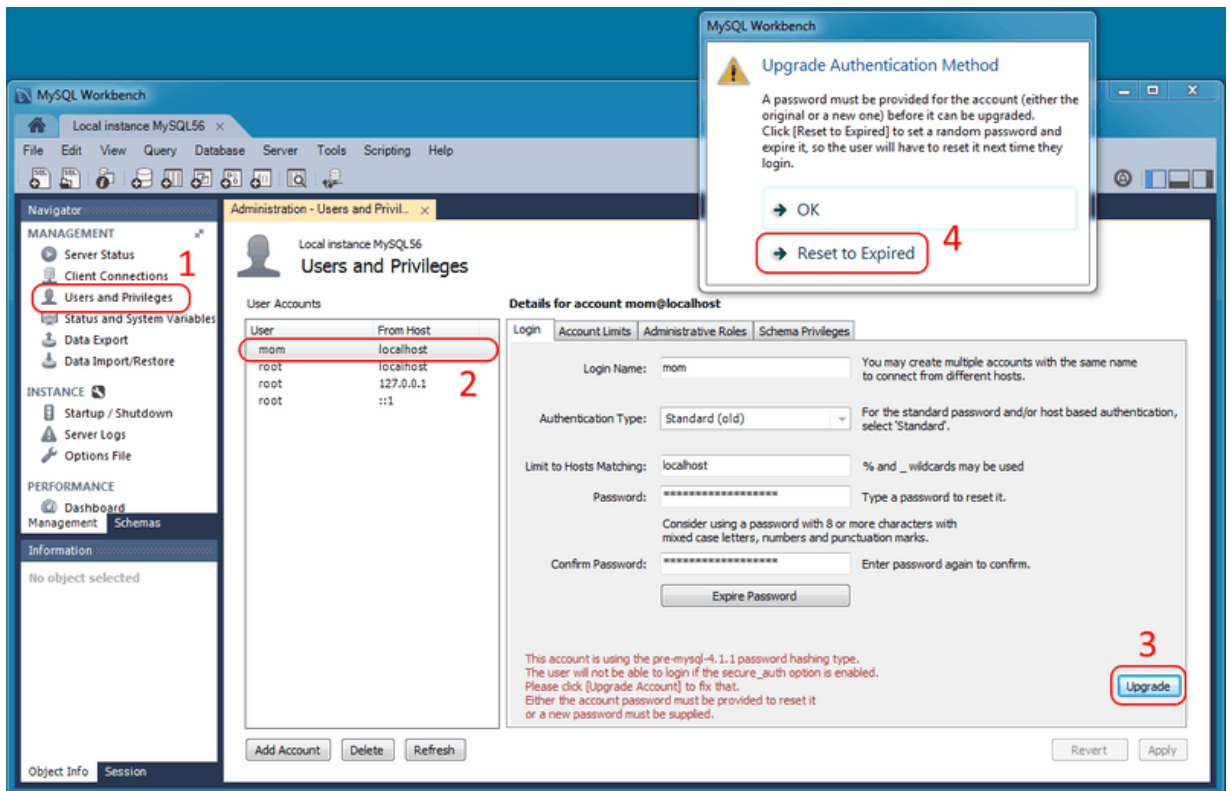 MySQL Workbench
Upgrade Authentication Method
A password must be provided for the account (either the
original or a new one) before it can be upgraded.
Click [Reset to Expired] to set a random password and
expire it, so the user will have to reset it next time they
login.
OK
Reset to Expired
4
MySQL Workbench
Local instance MySQL56
File Edit View Query Database Server Tools Scripting Help
Navigator
MANAGEMENT
Server Status
1
Client Connections
Users and Privileges
Status and System Variables
Data Export
Data Import/Restore
INSTANCE
Startup / Shutdown
Server Logs
Options File
PERFORMANCE
Dashboard
Management Schemas
Information
No object selected
Object Info Session
Administration - Users and Privil...
Local instance MySQL56
Users and Privileges
User Accounts
User From Host
mom localhost
root localhost
root 127.0.0.1
root ::1
2
Add Account Delete Refresh
Details for account mom@localhost
Login Account Limits Administrative Roles Schema Privileges
Login Name: mom
You may create multiple accounts with the same name
to connect from different hosts.
Authentication Type: Standard (old)
For the standard password and/or host based authentication,
select 'Standard'.
Limit to Hosts Matching: localhost % and _ wildcards may be used
Password: ****************** Type a password to reset it.
Consider using a password with 8 or more characters with
mixed case letters, numbers and punctuation marks.
Confirm Password: ****************** Enter password again to confirm.
Expire Password
This account is using the pre-mysql-4.1.1 password hashing type.
The user will not be able to login if the secure_auth option is enabled.
Please click [Upgrade Account] to fix that.
Either the account password must be provided to reset it
or a new password must be supplied.
3
Upgrade
Revert Apply